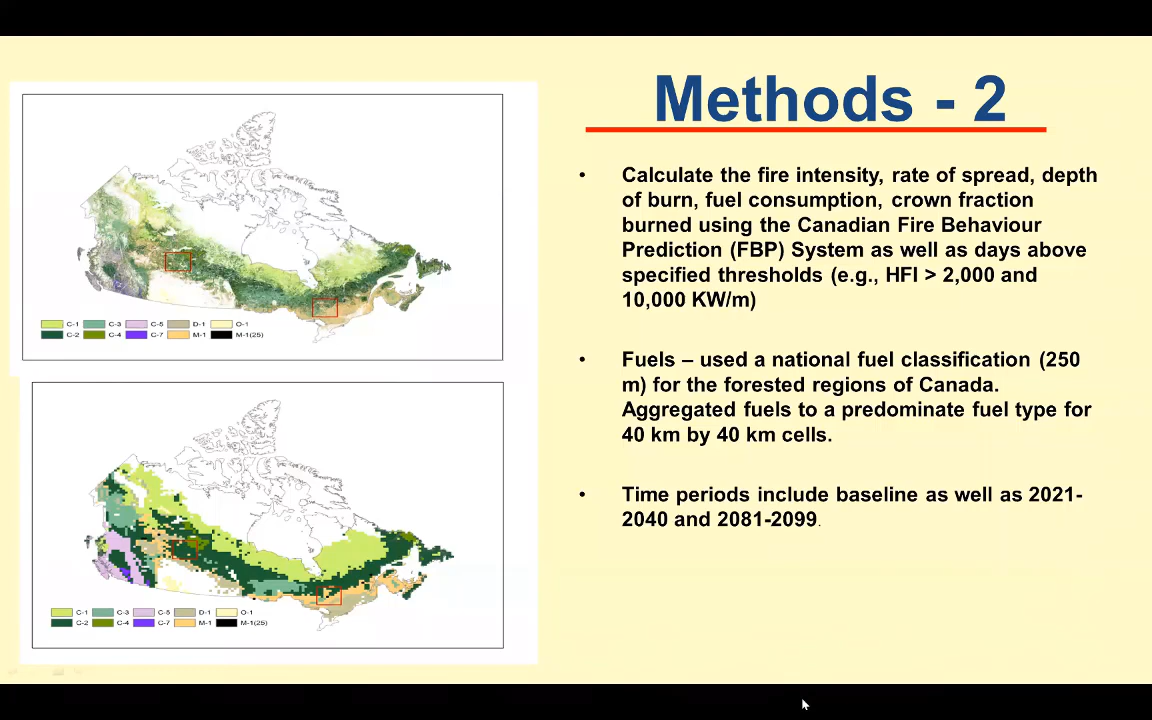 Methods - 2
• Calculate the fire intensity, rate of spread, depth
of burn, fuel consumption, crown fraction
burned using the Canadian Fire Behaviour
Prediction (FBP) System as well as days above
specified thresholds (e.g., HFI > 2,000 and
10,000 KW/m)
• Fuels – used a national fuel classification (250
m) for the forested regions of Canada.
Aggregated fuels to a predominate fuel type for
40 km by 40 km cells.
• Time periods include baseline as well as 2021-
2040 and 2081-2099.
C-1 C-3 C-5 D-1 O-1
C-2 C-4 C-7 M-1 M-1(25)
C-1 C-3 C-5 D-1 O-1
C-2 C-4 C-7 M-1 M-1(25)